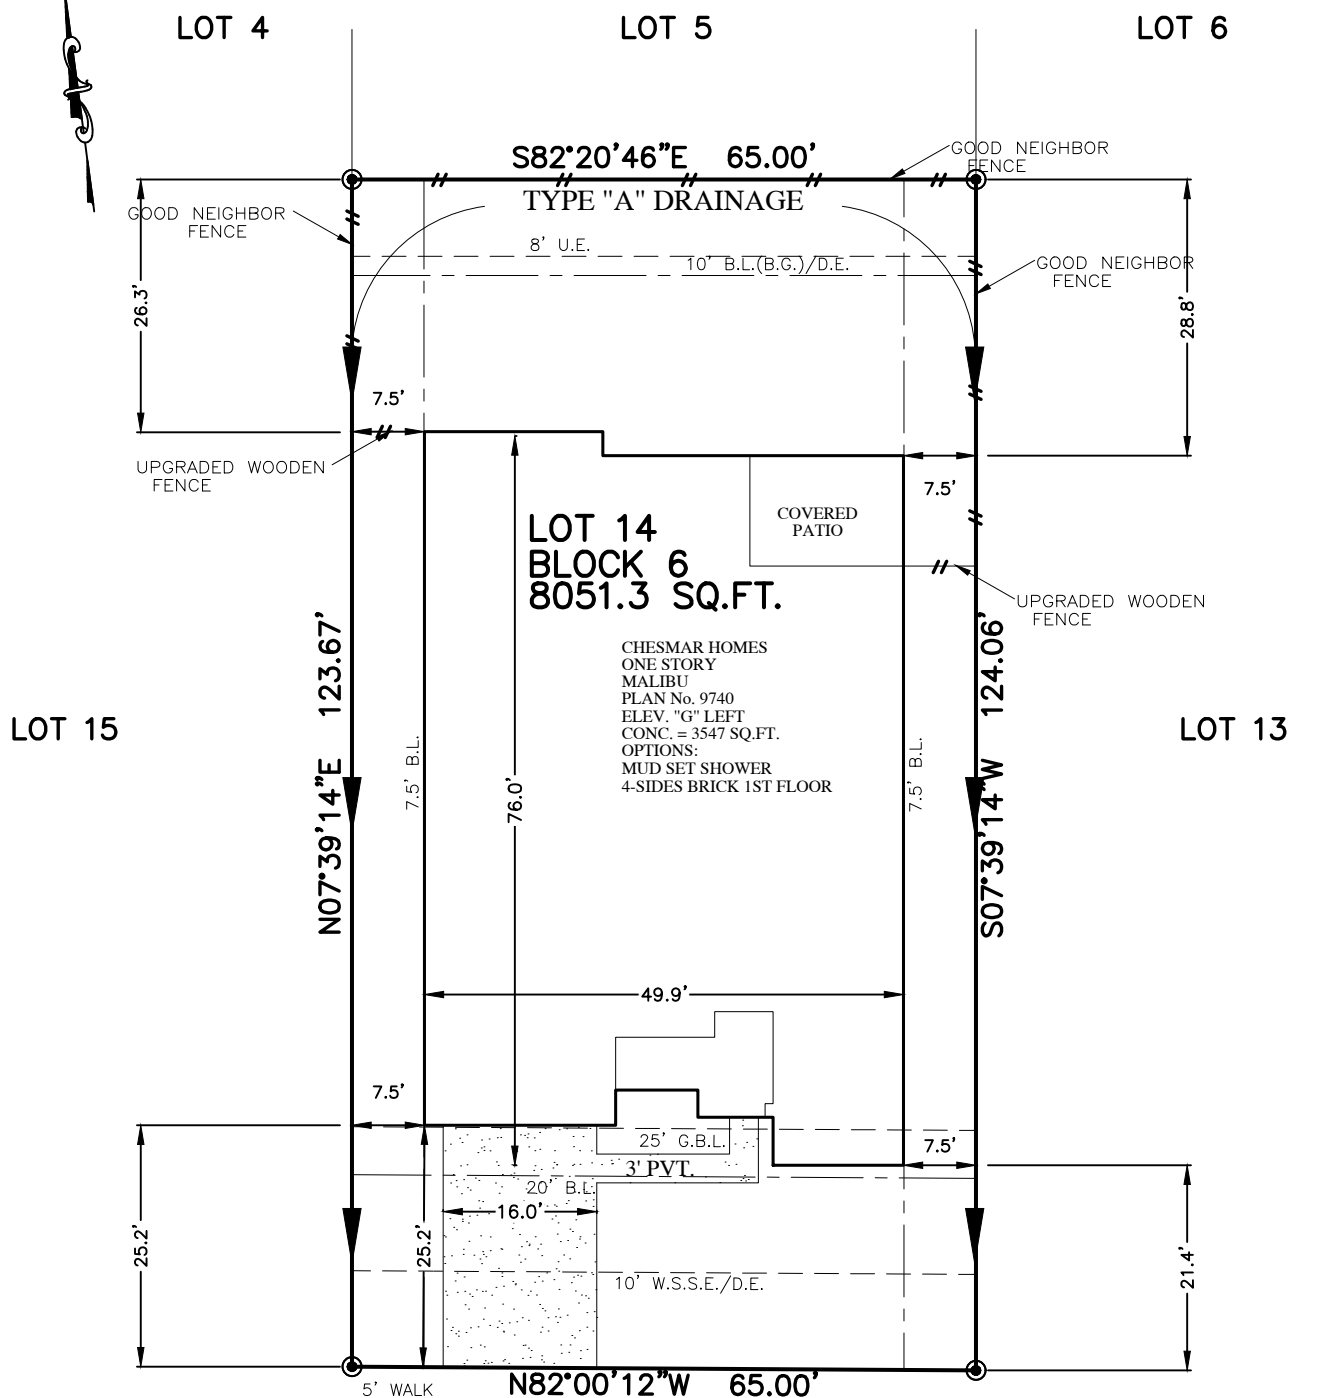 LOT 4
LOT 5
LOT 6
S82°20'46"E 65.00'
GOOD NEIGHBOR
FENCE
TYPE "A" DRAINAGE
GOOD NEIGHBOR
FENCE
8' U.E.
10' B.L.(B.G.)/D.E.
GOOD NEIGHBOR
FENCE
26.3'
28.8'
7.5'
UPGRADED WOODEN
FENCE
7.5'
COVERED
PATIO
LOT 14
BLOCK 6
8051.3 SQ.FT.
UPGRADED WOODEN
FENCE
CHESMAR HOMES
ONE STORY
MALIBU
PLAN No. 9740
ELEV. "G" LEFT
CONC. = 3547 SQ.FT.
OPTIONS:
MUD SET SHOWER
4-SIDES BRICK 1ST FLOOR
LOT 15
N07°39'14"E 123.67'
7.5' B.L.
76.0'
7.5' B.L.
S07°39'14"W 124.06'
LOT 13
49.9'
7.5'
25' G.B.L.
7.5'
3' PVT.
20' B.L.
16.0'
25.2'
25.2'
21.4'
10' W.S.S.E./D.E.
5' WALK
N82°00'12"W 65.00'